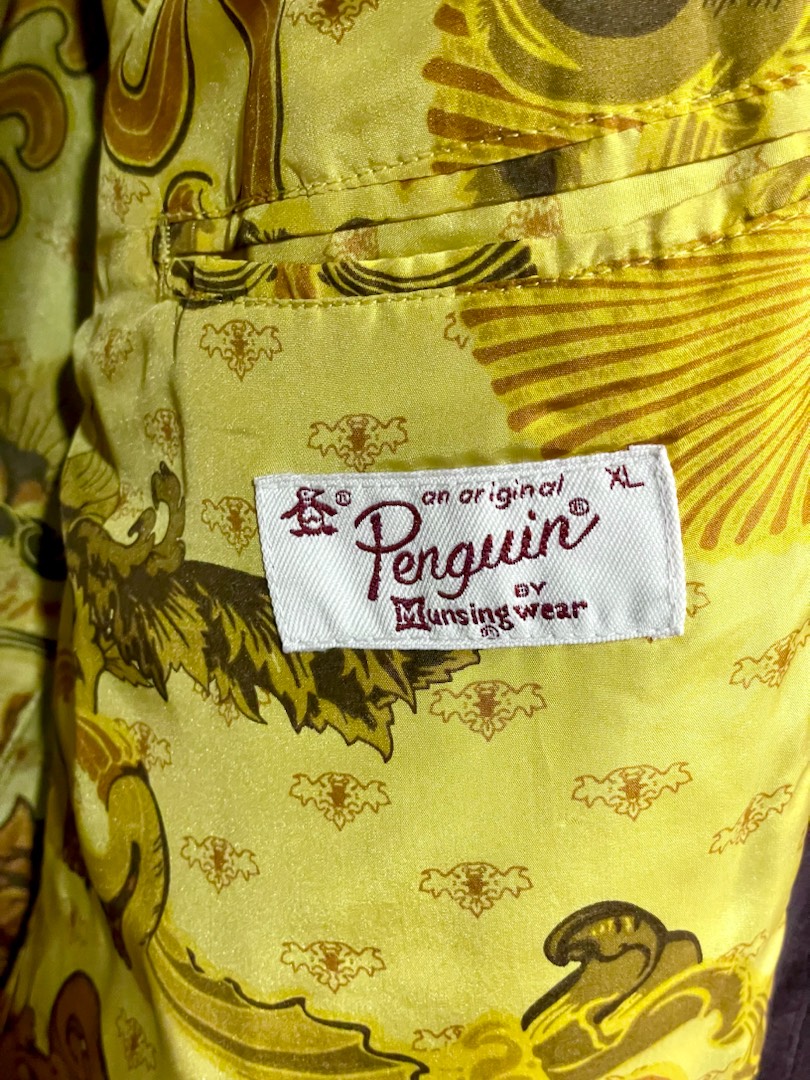 ® an original XL
Penguin®
BY
Munsingwear
®